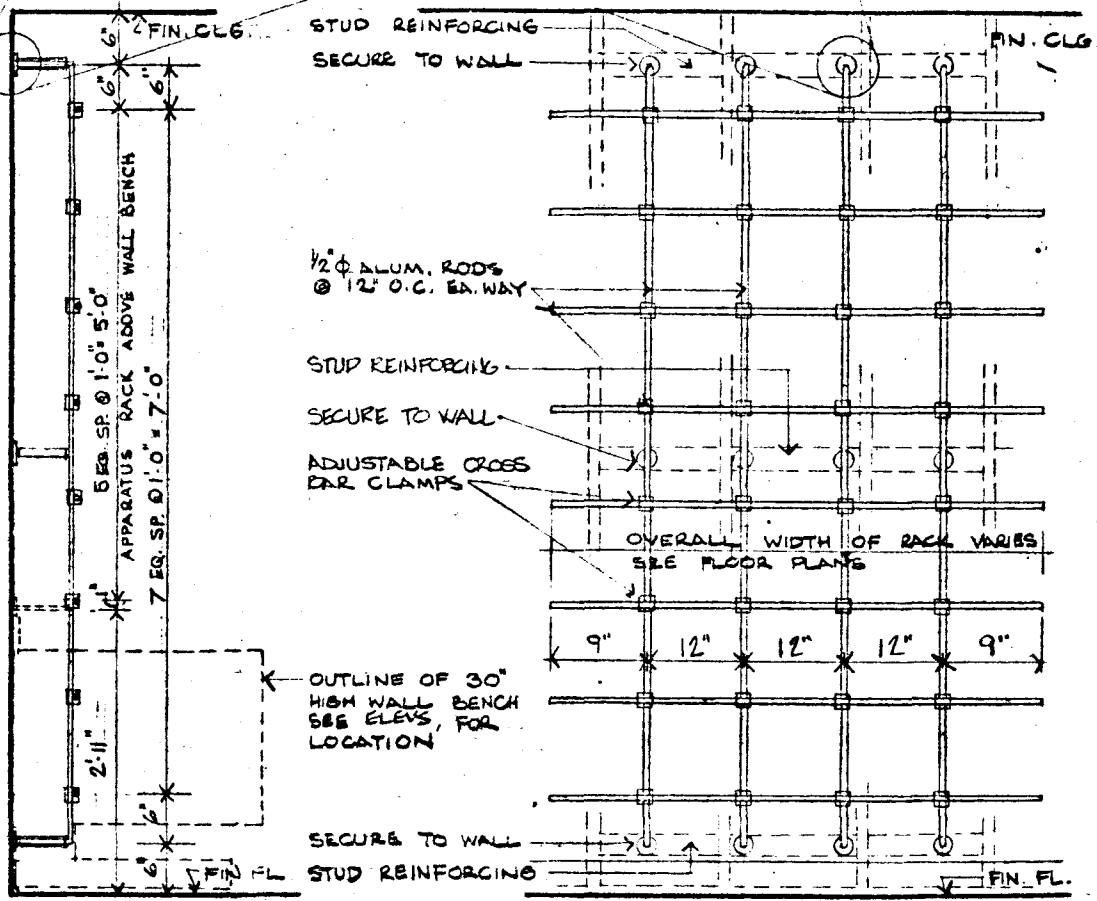 6"
FIN. CLG.
6"
6"
5 EQ. SP. @ 1'-0" = 5'-0"
APPARATUS RACK ABOVE WALL BENCH
7 EQ. SP. @ 1'-0" = 7'-0"
1"
2'-11"
6"
6"
FIN FL
STUD REINFORCING
SECURE TO WALL
1/2" ϕ ALUM. RODS
@ 12" O.C. EA. WAY
STUD REINFORCING
SECURE TO WALL
ADJUSTABLE CROSS
BAR CLAMPS
OUTLINE OF 30"
HIGH WALL BENCH
SEE ELEVS, FOR
LOCATION
SECURE TO WALL
STUD REINFORCING
FIN. CLG
OVERALL WIDTH OF RACK VARIES
SEE FLOOR PLANS
9" 12" 12" 12" 9"
FIN. FL.